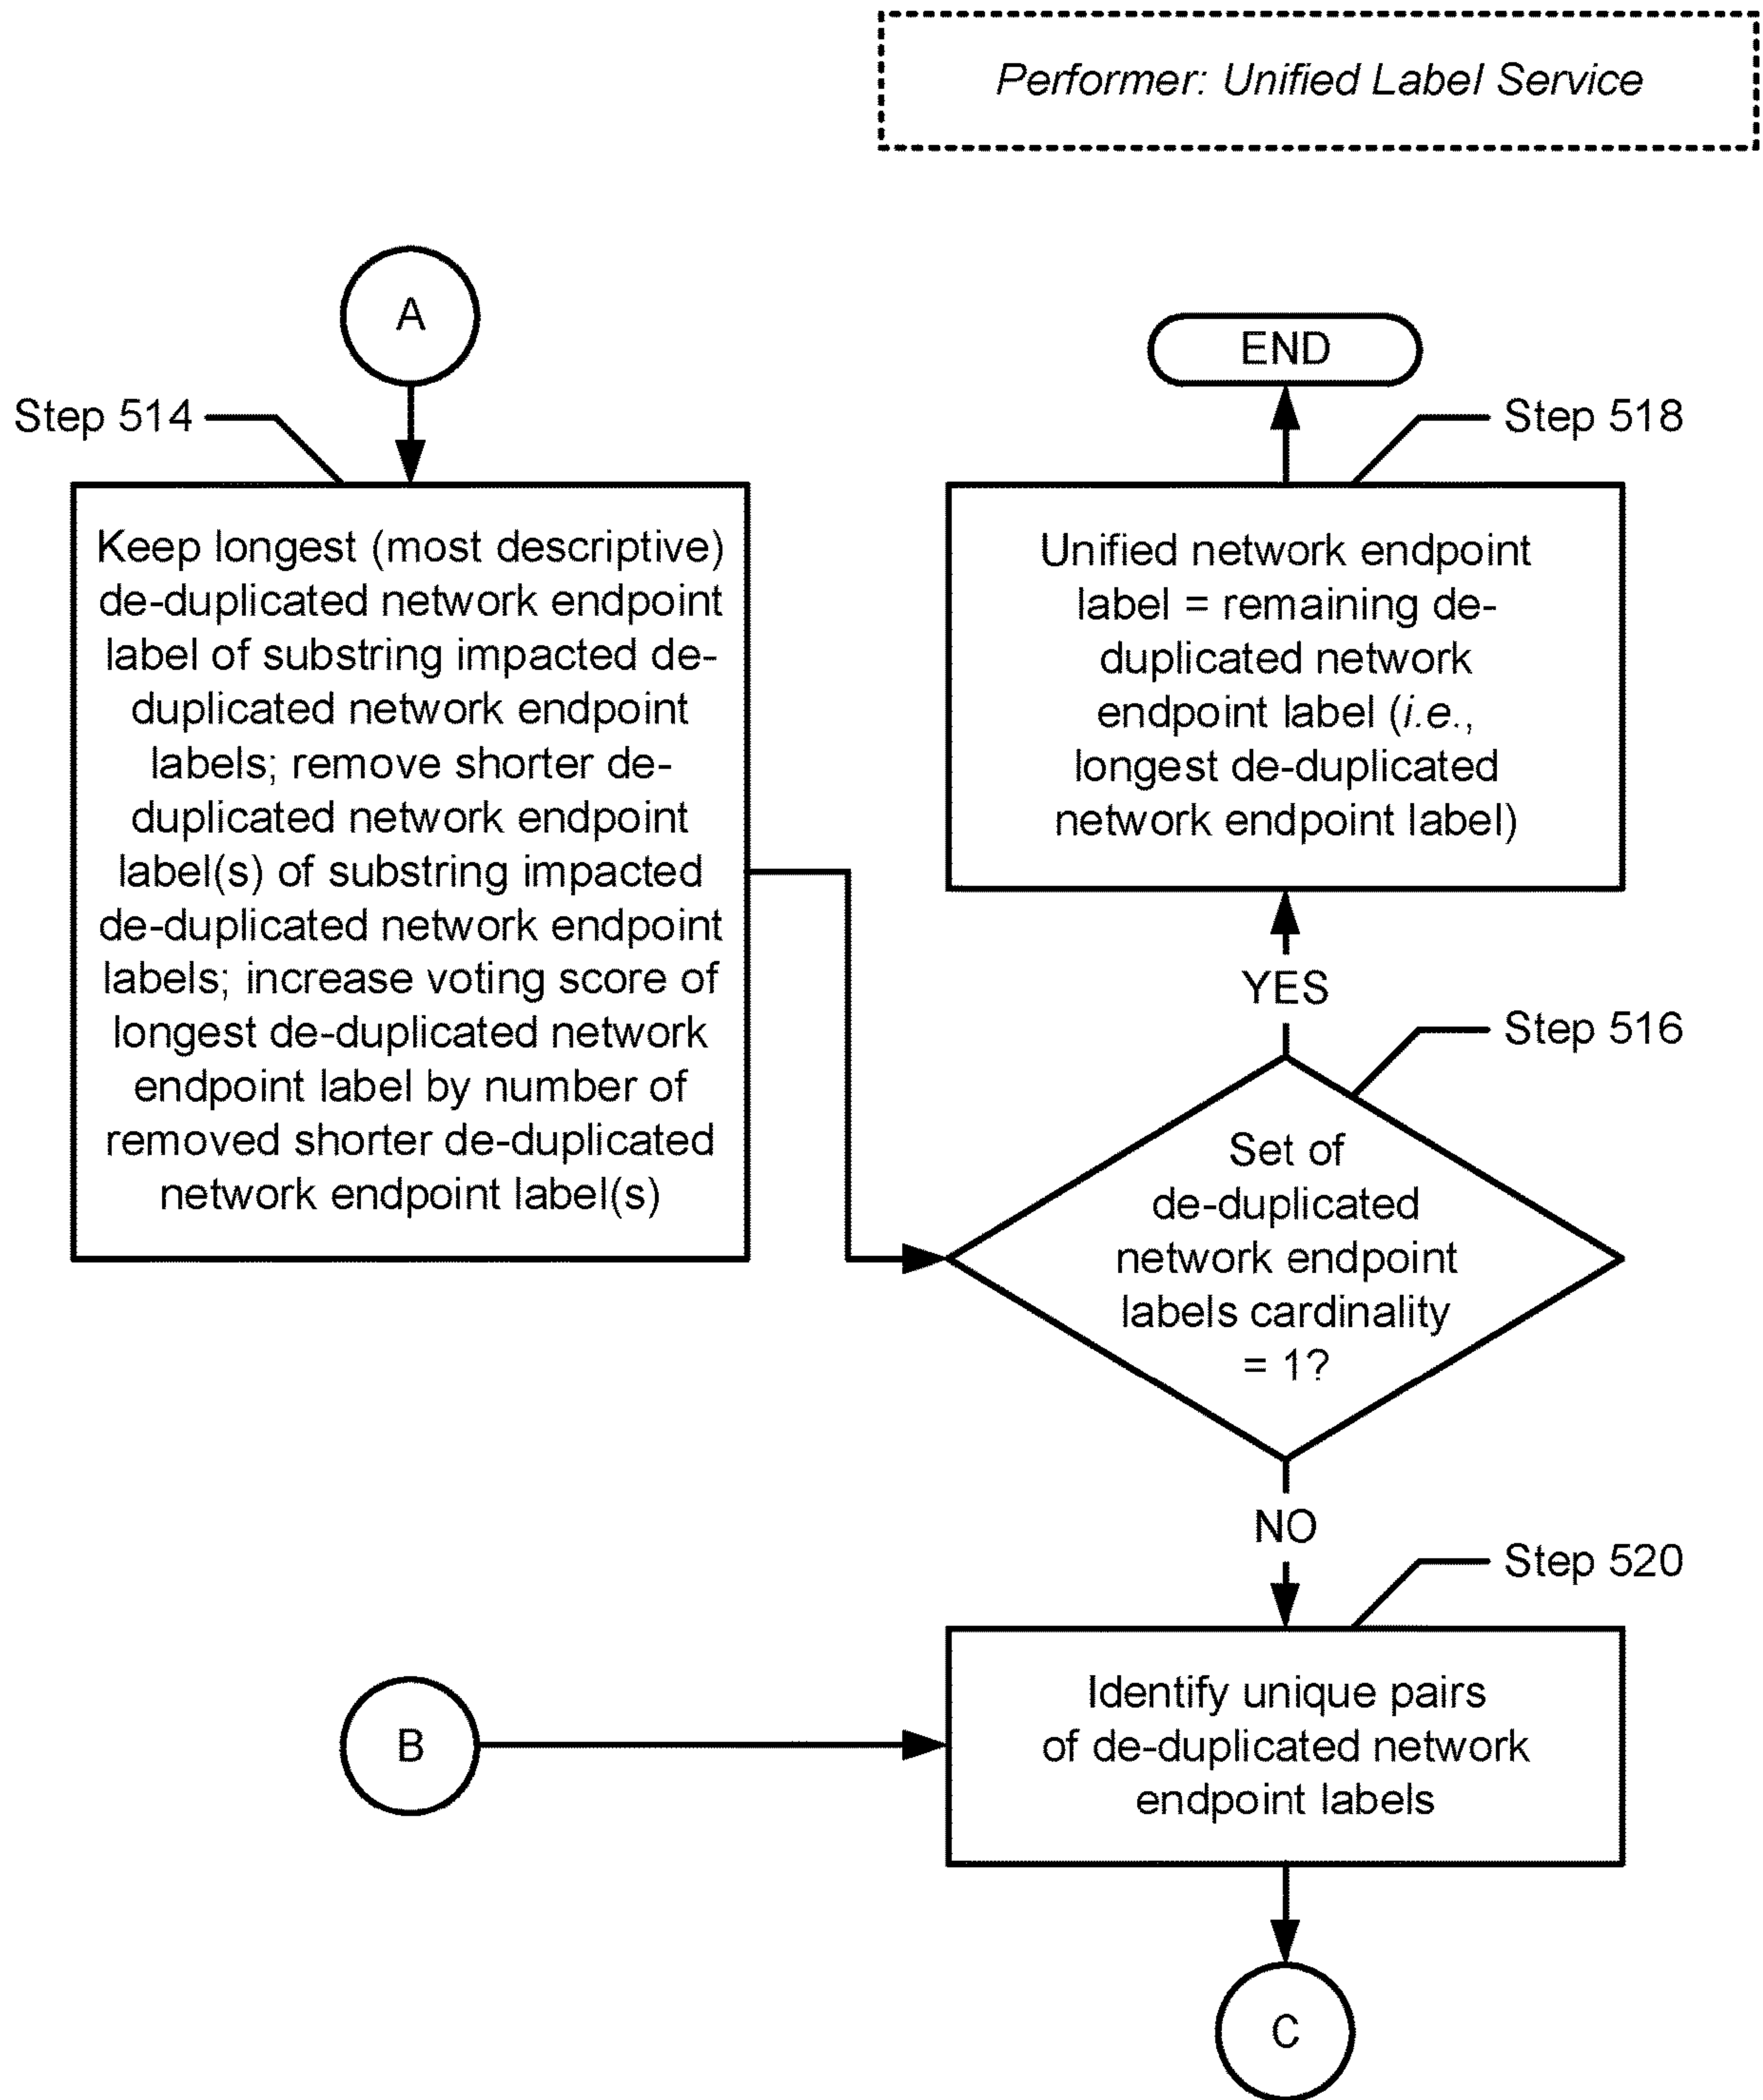 Performer: Unified Label Service
A
Step 514
Keep longest (most descriptive)
de-duplicated network endpoint
label of substring impacted de-
duplicated network endpoint
labels; remove shorter de-
duplicated network endpoint
label(s) of substring impacted
de-duplicated network endpoint
labels; increase voting score of
longest de-duplicated network
endpoint label by number of
removed shorter de-duplicated
network endpoint label(s)
END
Step 518
Unified network endpoint
label = remaining de-
duplicated network
endpoint label (i.e.,
longest de-duplicated
network endpoint label)
YES
Step 516
Set of
de-duplicated
network endpoint
labels cardinality
= 1?
NO
Step 520
B
Identify unique pairs
of de-duplicated network
endpoint labels
C